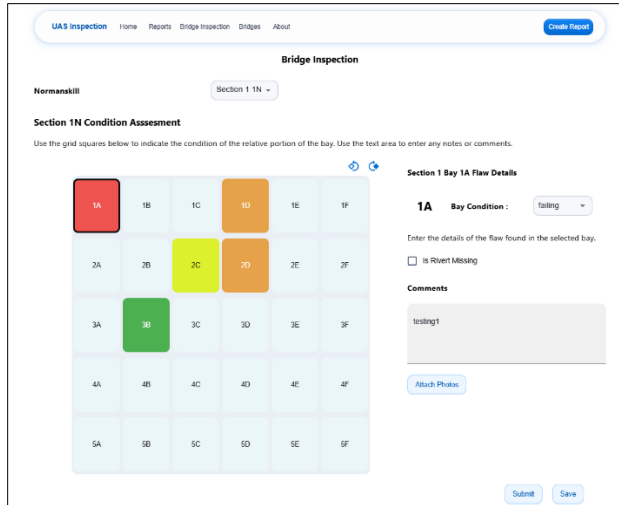 UAS Inspection Home Reports Bridge Inspection Bridges About Create Report
Bridge Inspection
Normanskill Section 1 1N
Section 1N Condition Asssesment
Use the grid squares below to indicate the condition of the relative portion of the bay. Use the text area to enter any notes or comments.
1A 1B 1C 1D 1E 1F
2A 2B 2C 2D 2E 2F
3A 3B 3C 3D 3E 3F
4A 4B 4C 4D 4E 4F
5A 5B 5C 5D 5E 5F
Section 1 Bay 1A Flaw Details
1A Bay Condition : failing
Enter the details of the flaw found in the selected bay.
Is Rivert Missing
Comments
testing1
Attach Photos
Submit Save